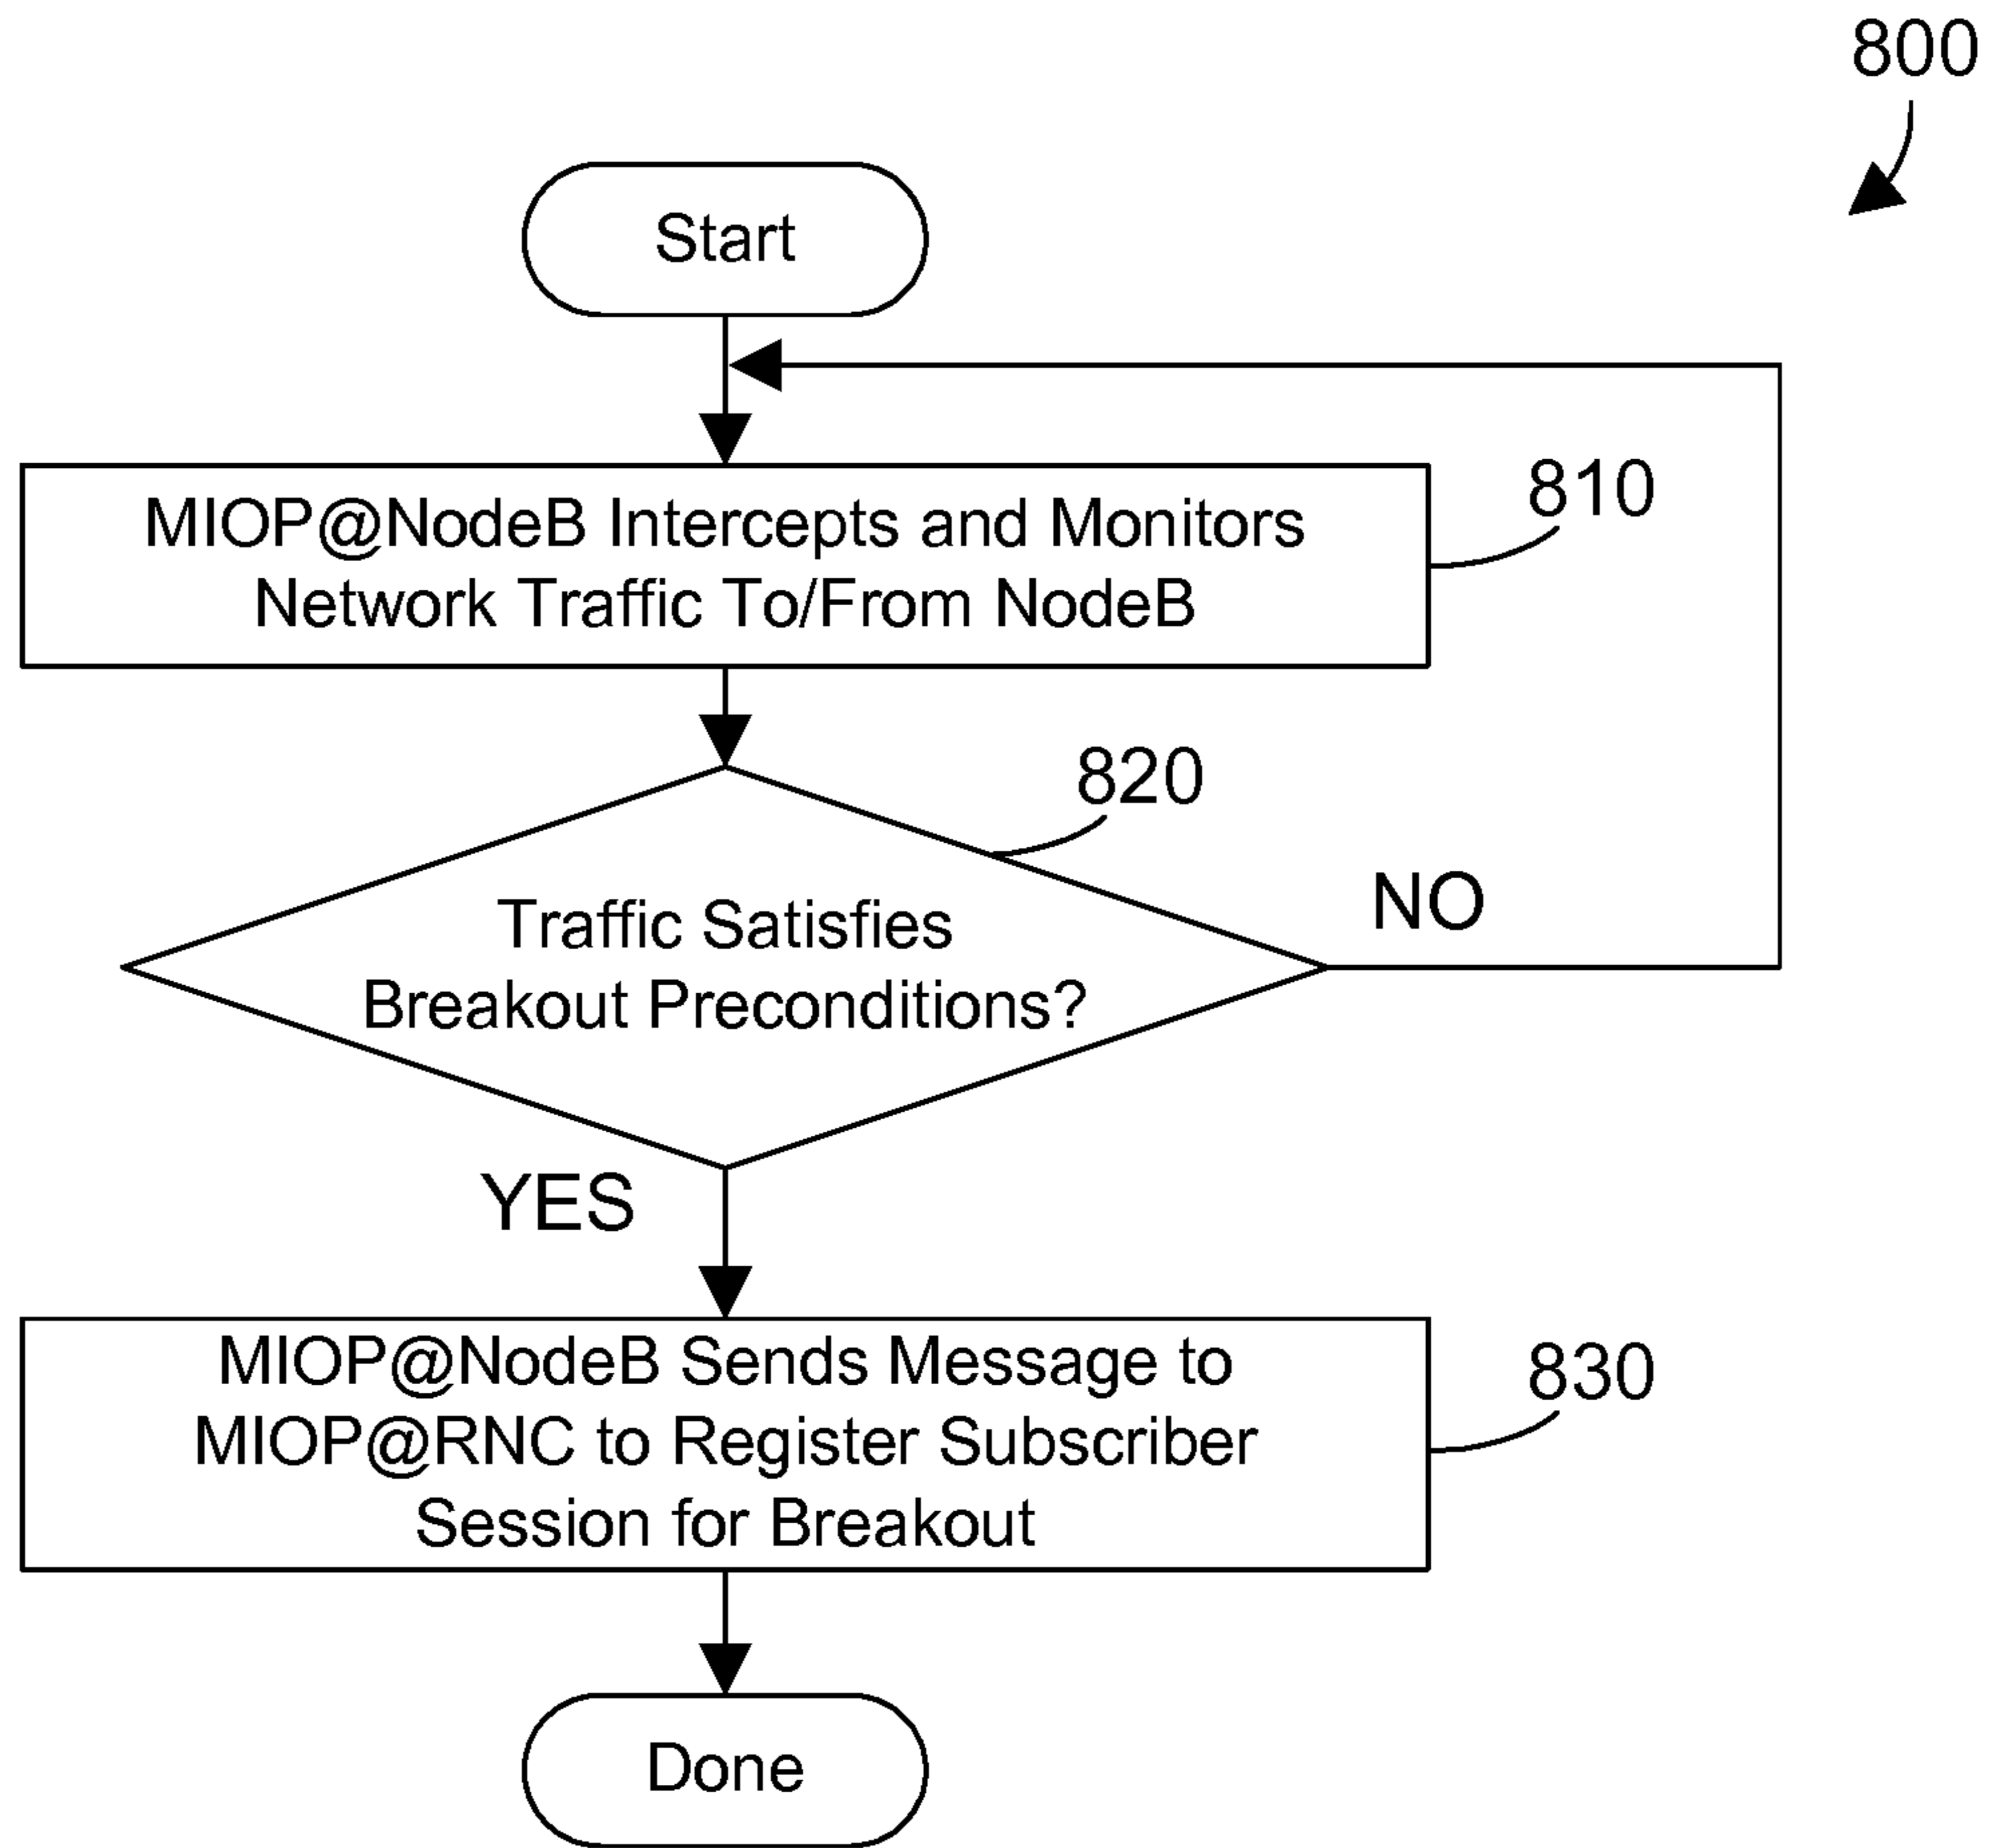 800
Start
MIOP@NodeB Intercepts and Monitors
Network Traffic To/From NodeB
810
820
Traffic Satisfies
Breakout Preconditions?
NO
YES
MIOP@NodeB Sends Message to
MIOP@RNC to Register Subscriber
Session for Breakout
830
Done